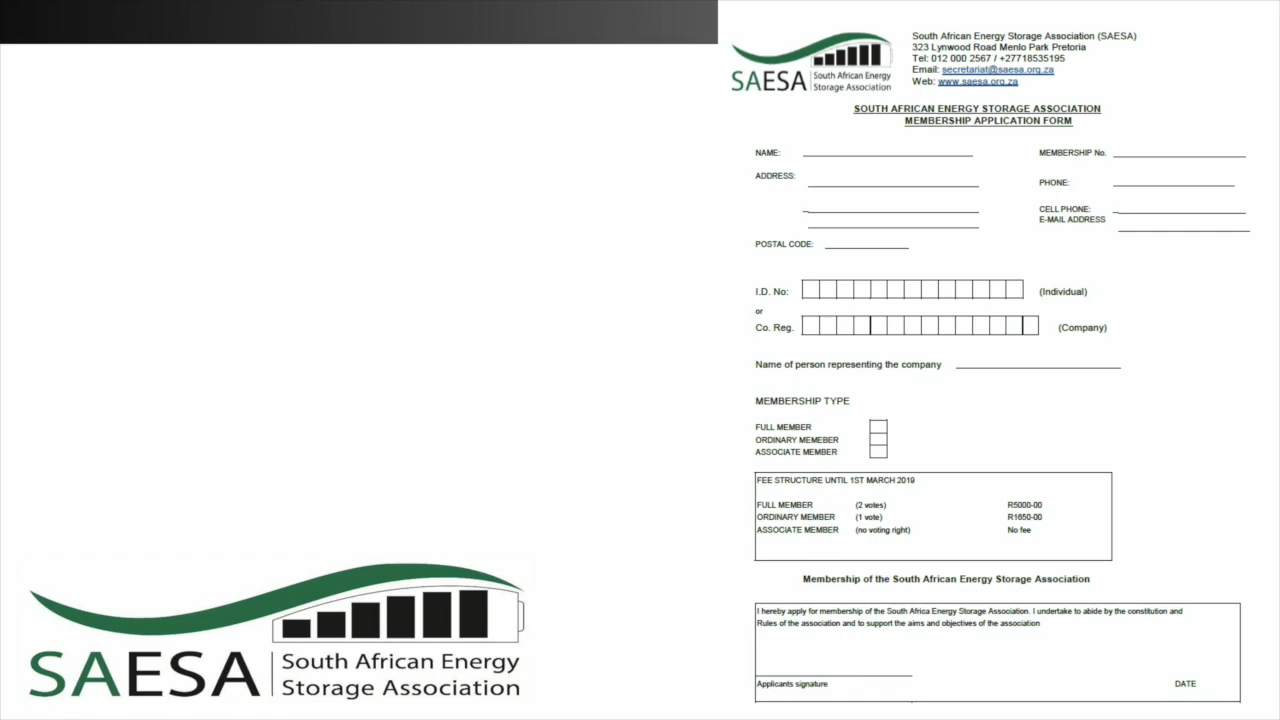 SAESA
South African Energy
Storage Association
South African Energy Storage Association (SAESA)
323 Lynwood Road Menlo Park Pretoria
Tel: 012 000 2567 / +27718535195
Email: secretariat@saesa.org.za
Web: www.saesa.org.za
SOUTH AFRICAN ENERGY STORAGE ASSOCIATION
MEMBERSHIP APPLICATION FORM
NAME:
MEMBERSHIP No.
ADDRESS:
PHONE:
CELL PHONE:
E-MAIL ADDRESS
POSTAL CODE:
I.D. No: (Individual)
or
Co. Reg. (Company)
Name of person representing the company
MEMBERSHIP TYPE
FULL MEMBER
ORDINARY MEMEBER
ASSOCIATE MEMBER
FEE STRUCTURE UNTIL 1ST MARCH 2019
FULL MEMBER (2 votes) R5000-00
ORDINARY MEMBER (1 vote) R1650-00
ASSOCIATE MEMBER (no voting right) No fee
Membership of the South African Energy Storage Association
I hereby apply for membership of the South Africa Energy Storage Association. I undertake to abide by the constitution and
Rules of the association and to support the aims and objectives of the association
Applicants signature DATE
SAESA
South African Energy
Storage Association